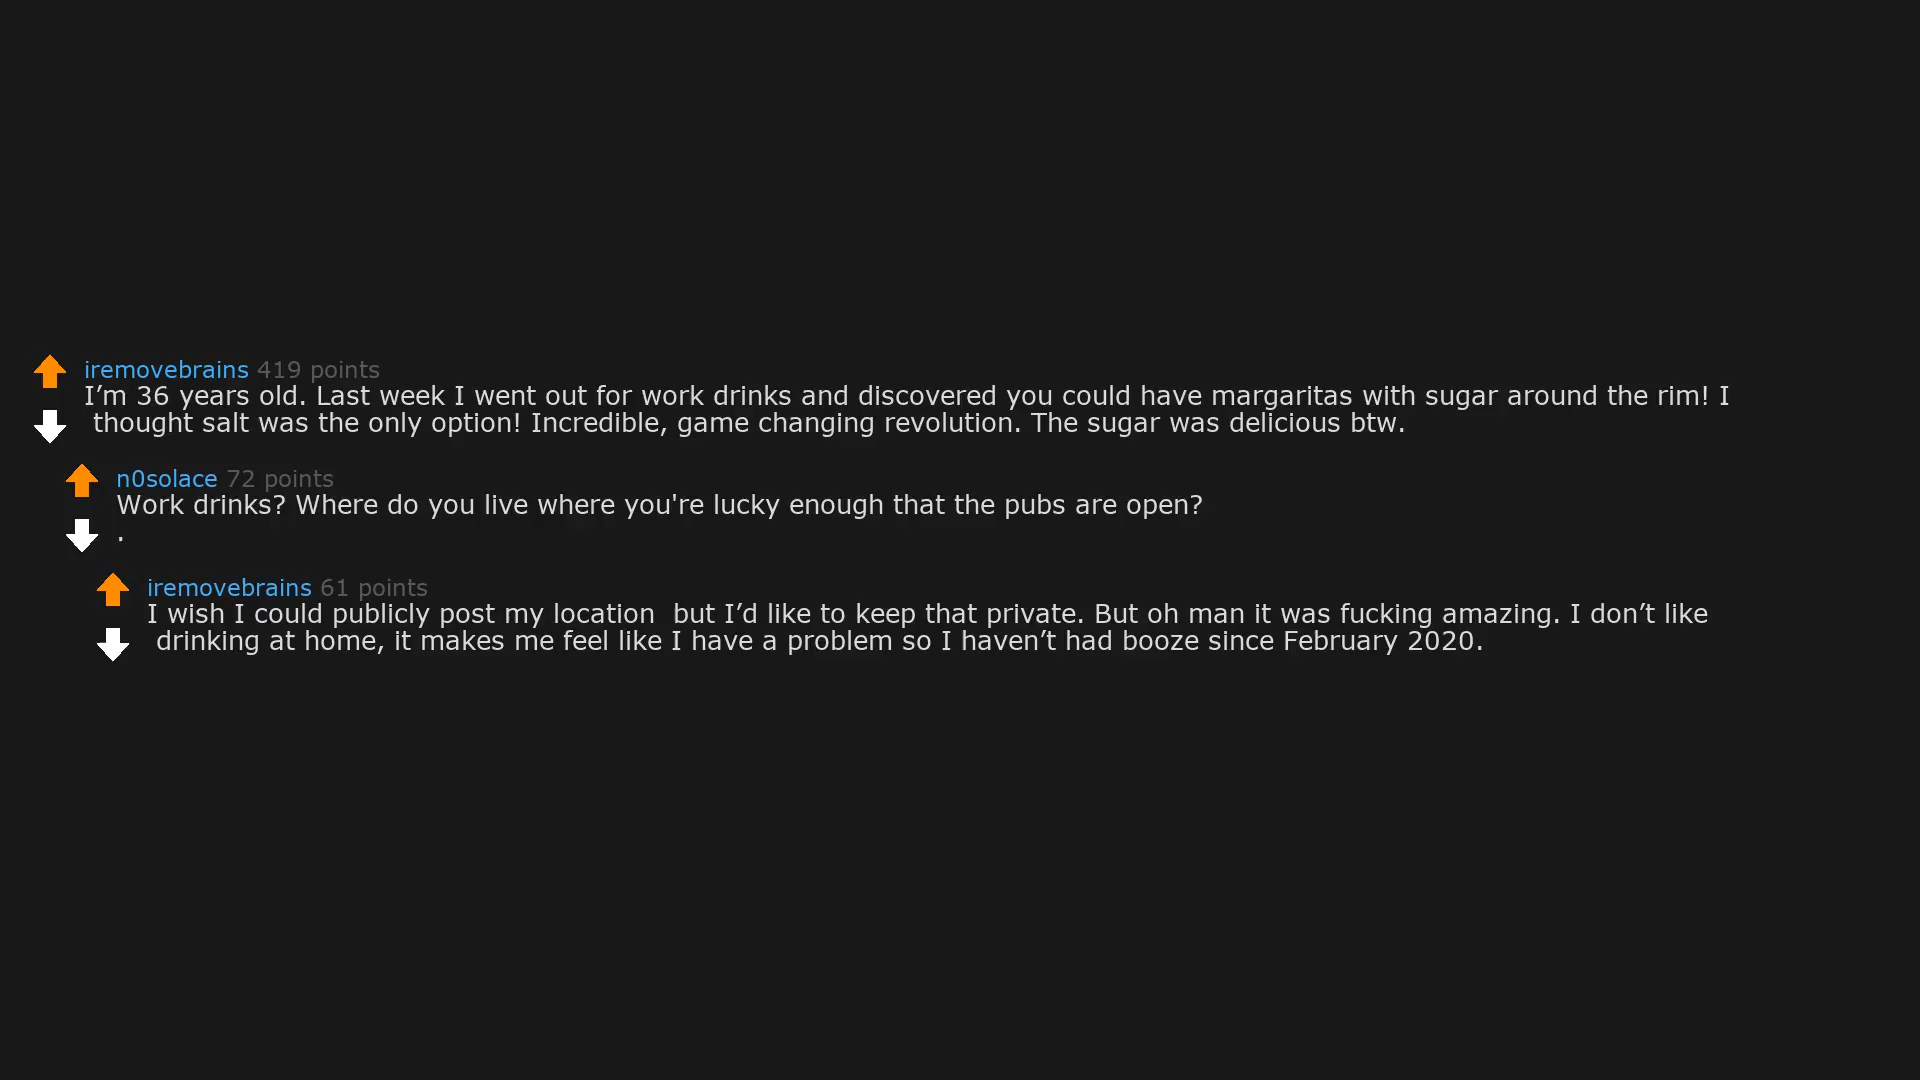 iremovebrains 419 points
I’m 36 years old. Last week I went out for work drinks and discovered you could have margaritas with sugar around the rim! I
thought salt was the only option! Incredible, game changing revolution. The sugar was delicious btw.
n0solace 72 points
Work drinks? Where do you live where you're lucky enough that the pubs are open?
.
iremovebrains 61 points
I wish I could publicly post my location  but I’d like to keep that private. But oh man it was fucking amazing. I don’t like
drinking at home, it makes me feel like I have a problem so I haven’t had booze since February 2020.